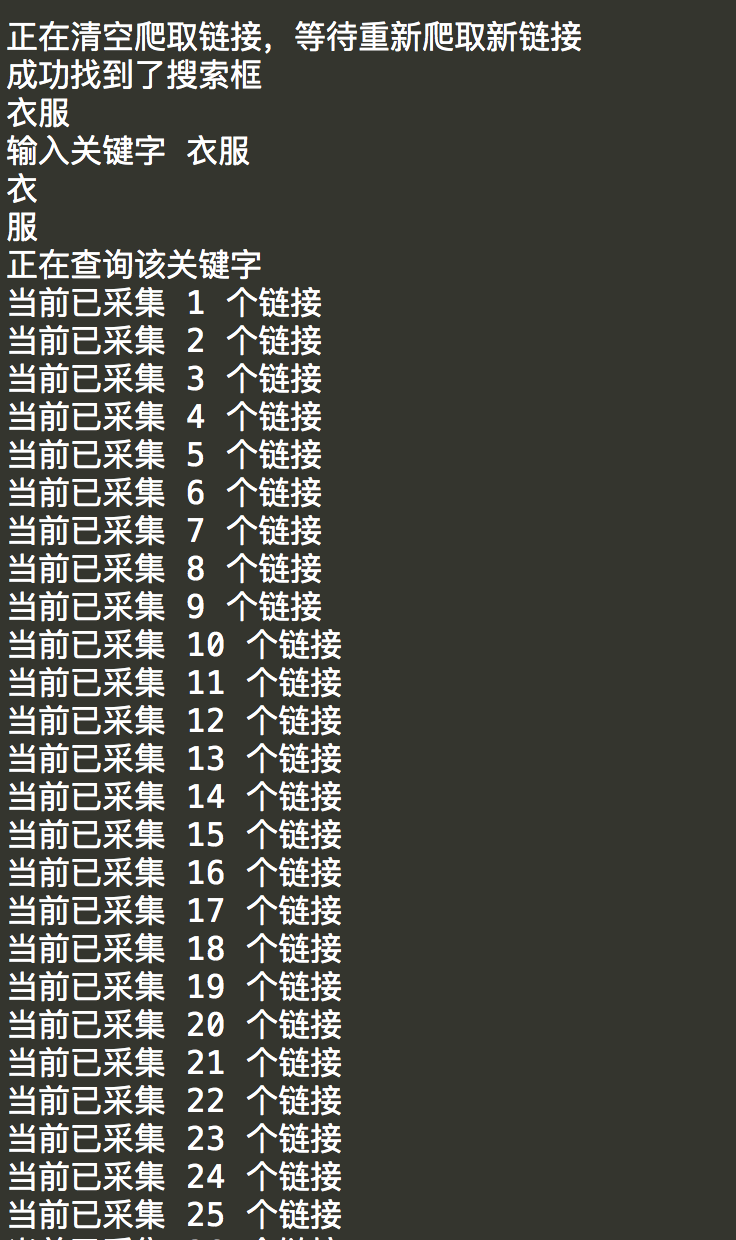 正在清空爬取链接，等待重新爬取新链接
成功找到了搜索框
衣服
输入关键字 衣服
衣
服
正在查询该关键字
当前已采集 1 个链接
当前已采集 2 个链接
当前已采集 3 个链接
当前已采集 4 个链接
当前已采集 5 个链接
当前已采集 6 个链接
当前已采集 7 个链接
当前已采集 8 个链接
当前已采集 9 个链接
当前已采集 10 个链接
当前已采集 11 个链接
当前已采集 12 个链接
当前已采集 13 个链接
当前已采集 14 个链接
当前已采集 15 个链接
当前已采集 16 个链接
当前已采集 17 个链接
当前已采集 18 个链接
当前已采集 19 个链接
当前已采集 20 个链接
当前已采集 21 个链接
当前已采集 22 个链接
当前已采集 23 个链接
当前已采集 24 个链接
当前已采集 25 个链接